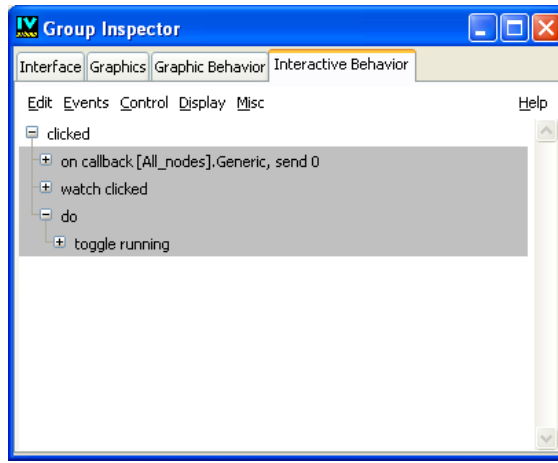 IV Group Inspector
Interface Graphics Graphic Behavior Interactive Behavior
Edit Events Control Display Misc Help
clicked
on callback [All_nodes].Generic, send 0
watch clicked
do
toggle running